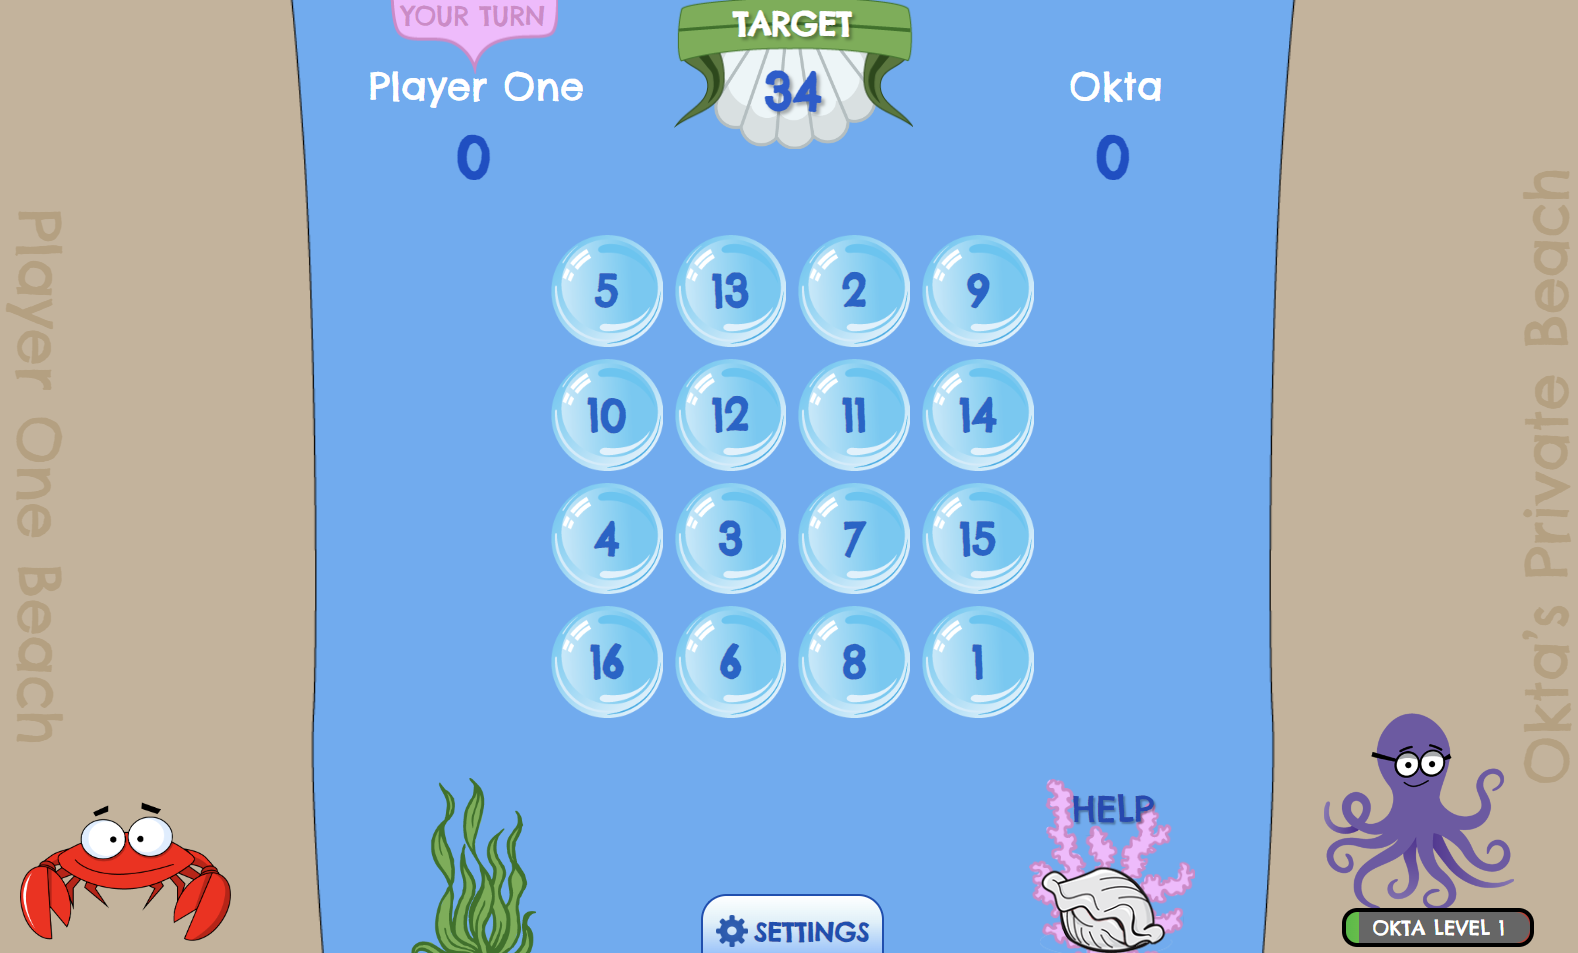 YOUR TURN
TARGET
34
Player One
0
Okta
0
Player One Beach
Okta's Private Beach
5 13 2 9
10 12 11 14
4 3 7 15
16 6 8 1
HELP
SETTINGS
OKTA LEVEL 1